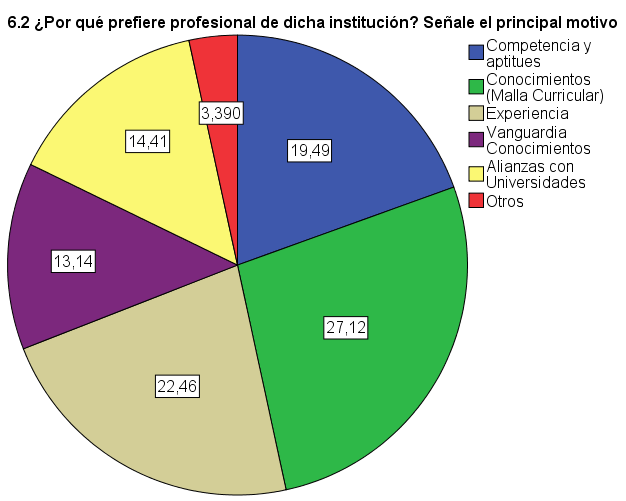 6.2 ¿Por qué prefiere profesional de dicha institución? Señale el principal motivo
Competencia y
aptitues
Conocimientos
(Malla Curricular)
Experiencia
Vanguardia
Conocimientos
Alianzas con
Universidades
Otros
3,390
19,49
14,41
13,14
27,12
22,46